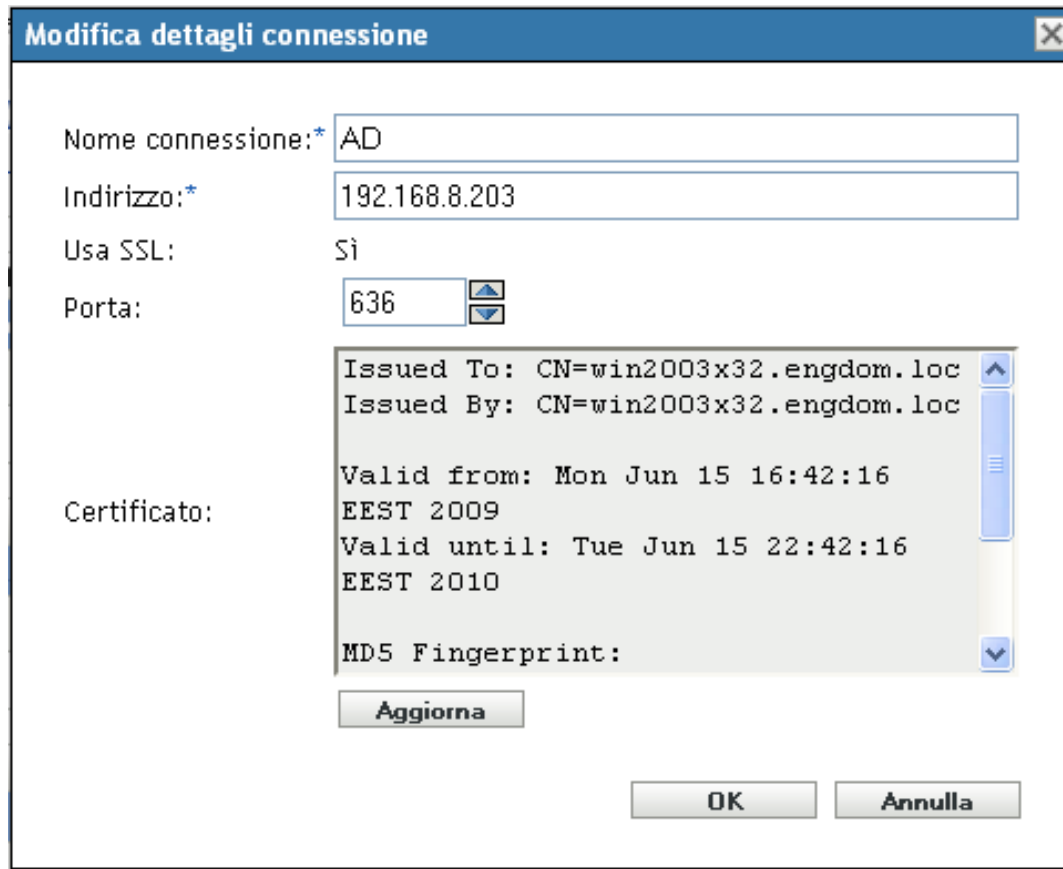 Modifica dettagli connessione
Nome connessione:* AD
Indirizzo:* 192.168.8.203
Usa SSL: Sì
Porta: 636
Certificato:
Issued To: CN=win2003x32.engdom.loc
Issued By: CN=win2003x32.engdom.loc
Valid from: Mon Jun 15 16:42:16
EEST 2009
Valid until: Tue Jun 15 22:42:16
EEST 2010
MD5 Fingerprint:
Aggiorna
OK Annulla